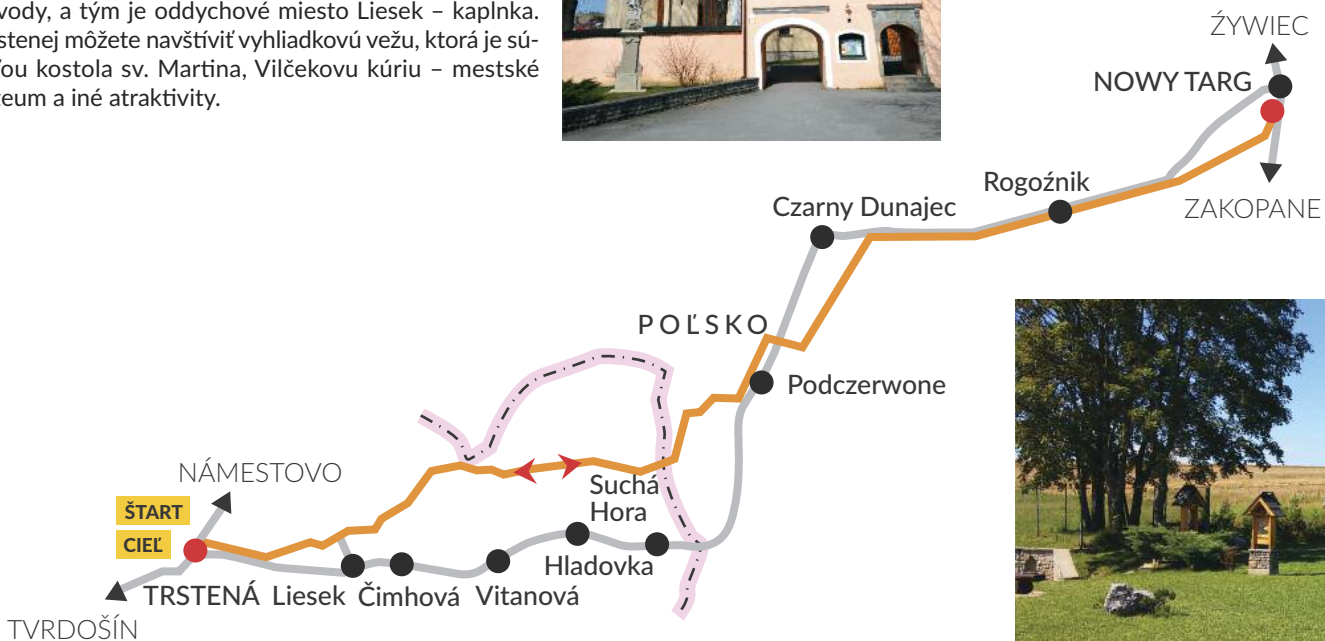 vody, a tým je oddychové miesto Liesek – kaplnka.
stenej môžete navštíviť vyhliadkovú vežu, ktorá je sú-
ou kostola sv. Martina, Vilčekovu kúriu – mestské
eum a iné atraktivity.
ŹYWIEC
NOWY TARG
Rogoźnik
ZAKOPANE
Czarny Dunajec
POĽSKO
Podczerwone
NÁMESTOVO
ŠTART
CIEĽ
Suchá
Hora
Hladovka
TRSTENÁ Liesek Čimhová Vitanová
TVRDOŠÍN